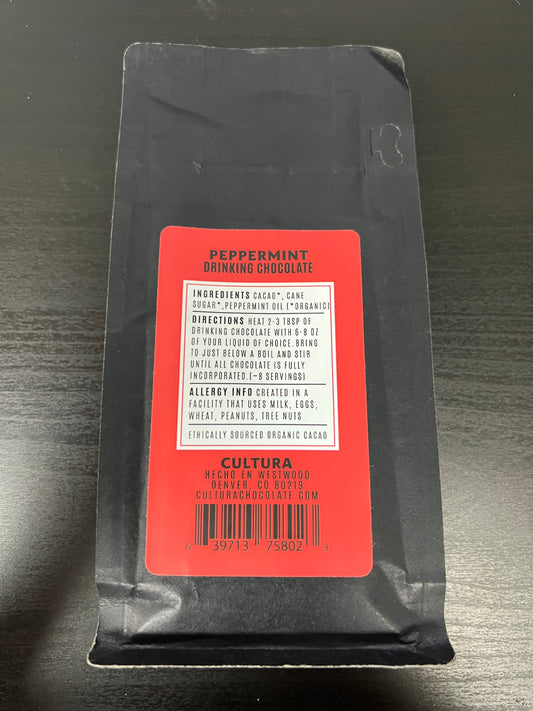 PEPPERMINT
DRINKING CHOCOLATE
INGREDIENTS CACAO*, CANE
SUGAR*,PEPPERMINT OIL (*ORGANIC)
DIRECTIONS HEAT 2-3 TBSP OF
DRINKING CHOCOLATE WITH 6-8 OZ
OF YOUR LIQUID OF CHOICE. BRING
TO JUST BELOW A BOIL AND STIR
UNTIL ALL CHOCOLATE IS FULLY
INCORPORATED.(~8 SERVINGS)
ALLERGY INFO CREATED IN A
FACILITY THAT USES MILK, EGGS,
WHEAT, PEANUTS, TREE NUTS
ETHICALLY SOURCED ORGANIC CACAO
CULTURA
HECHO EN WESTWOOD
DENVER, CO 80219
CULTURACHOCOLATE.COM
6 39713 75802 3